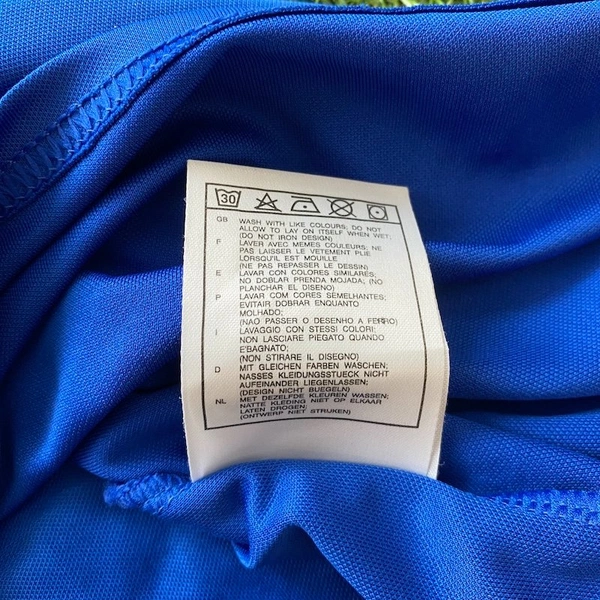 30
GB WASH WITH LIKE COLOURS; DO NOT
ALLOW TO LAY ON ITSELF WHEN WET;
(DO NOT IRON DESIGN)
F LAVER AVEC MEMES COULEURS; NE
PAS LAISSER LE VETEMENT PLIE
LORSQU'IL EST MOUILLE
(NE PAS REPASSER LE DESSIN)
E LAVAR CON COLORES SIMILARES;
NO DOBLAR PRENDA MOJADA; (NO
PLANCHAR EL DISENO)
P LAVAR COM CORES SEMELHANTES;
EVITAIR DOBRAR ENQUANTO
MOLHADO;
(NAO PASSER O DESENHO A FERRO)
I LAVAGGIO CON STESSI COLORI;
NON LASCIARE PIEGATO QUANDO
E'BAGNATO;
(NON STIRARE IL DISEGNO)
D MIT GLEICHEN FARBEN WASCHEN;
NASSES KLEIDUNGSSTUECK NICHT
AUFEINANDER LIEGENLASSEN;
(DESIGN NICHT BUEGELN)
NL MET DEZELFDE KLEUREN WASSEN;
NATTE KLEDING NIET OP ELKAAR
LATEN DROGEN;
(ONTWERP NIET STRUKEN)